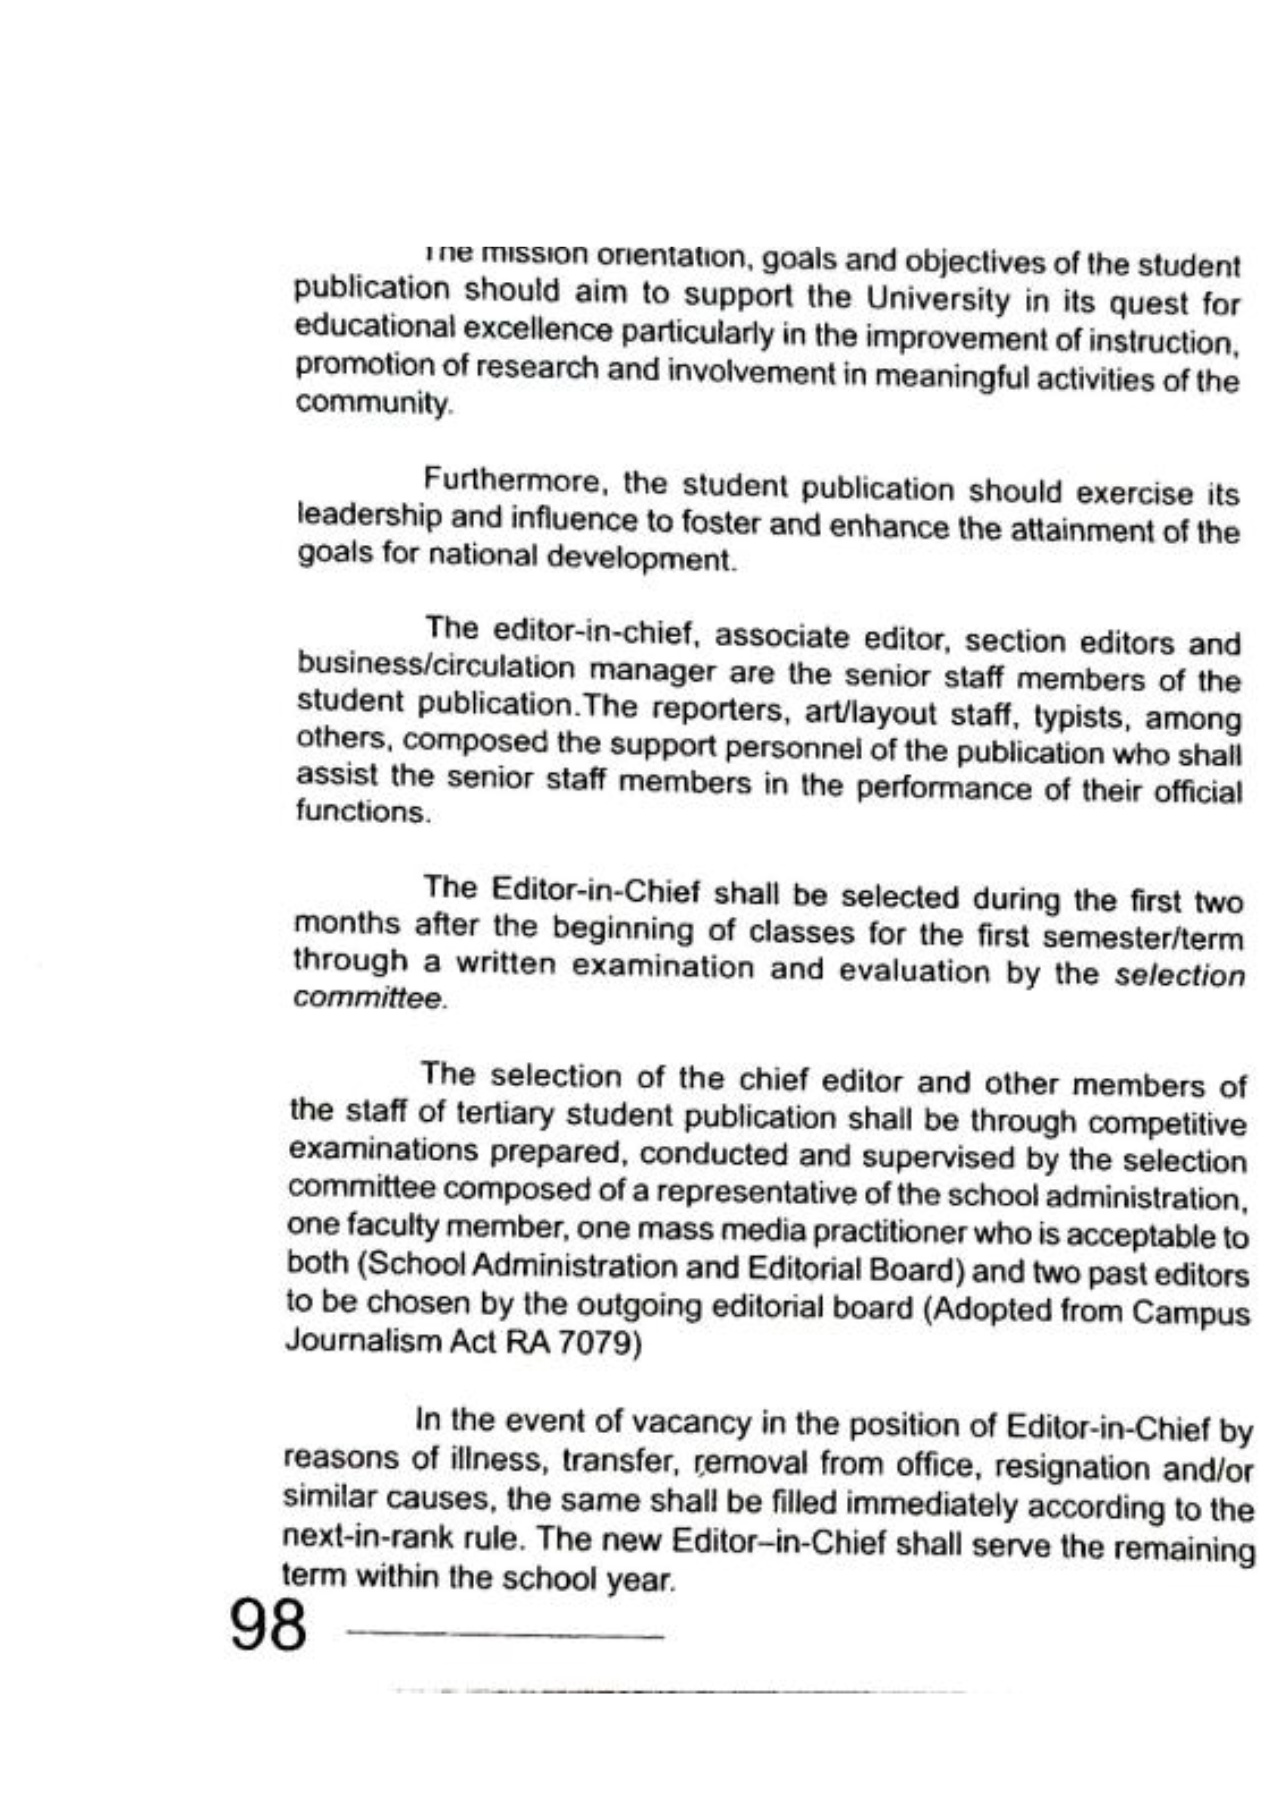 The mission orientation, goals and objectives of the student
publication should aim to support the University in its quest for
educational excellence particularly in the improvement of instruction,
promotion of research and involvement in meaningful activities of the
community.
Furthermore, the student publication should exercise its
leadership and influence to foster and enhance the attainment of the
goals for national development.
The editor-in-chief, associate editor, section editors and
business/circulation manager are the senior staff members of the
student publication.The reporters, art/layout staff, typists, among
others, composed the support personnel of the publication who shall
assist the senior staff members in the performance of their official
functions.
The Editor-in-Chief shall be selected during the first two
months after the beginning of classes for the first semester/term
through a written examination and evaluation by the selection
committee.
The selection of the chief editor and other members of
the staff of tertiary student publication shall be through competitive
examinations prepared, conducted and supervised by the selection
committee composed of a representative of the school administration,
one faculty member, one mass media practitioner who is acceptable to
both (School Administration and Editorial Board) and two past editors
to be chosen by the outgoing editorial board (Adopted from Campus
Journalism Act RA 7079)
In the event of vacancy in the position of Editor-in-Chief by
reasons of illness, transfer, removal from office, resignation and/or
similar causes, the same shall be filled immediately according to the
next-in-rank rule. The new Editor–in-Chief shall serve the remaining
term within the school year.
98